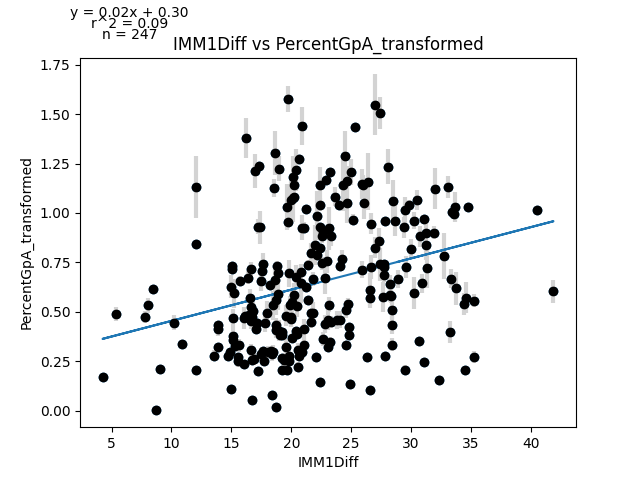 y = 0.02x + 0.30
r^2 = 0.09
n = 247
IMM1Diff vs PercentGpA_transformed
1.75
1.50
1.25
1.00
0.75
0.50
0.25
0.00
PercentGpA_transformed
5 10 15 20 25 30 35 40
IMM1Diff